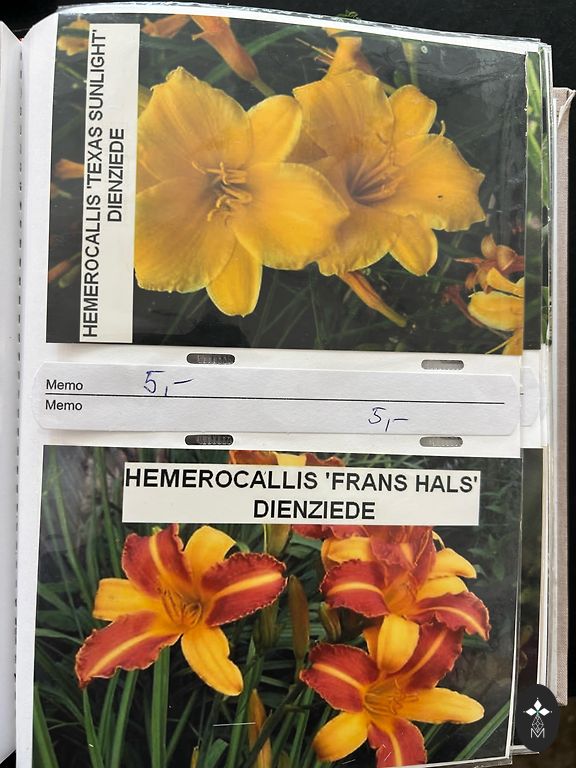 HEMEROCALLIS 'TEXAS SUNLIGHT'
DIENZIEDE
Memo 5,-
Memo 5,-
HEMEROCALLIS 'FRANS HALS'
DIENZIEDE
M